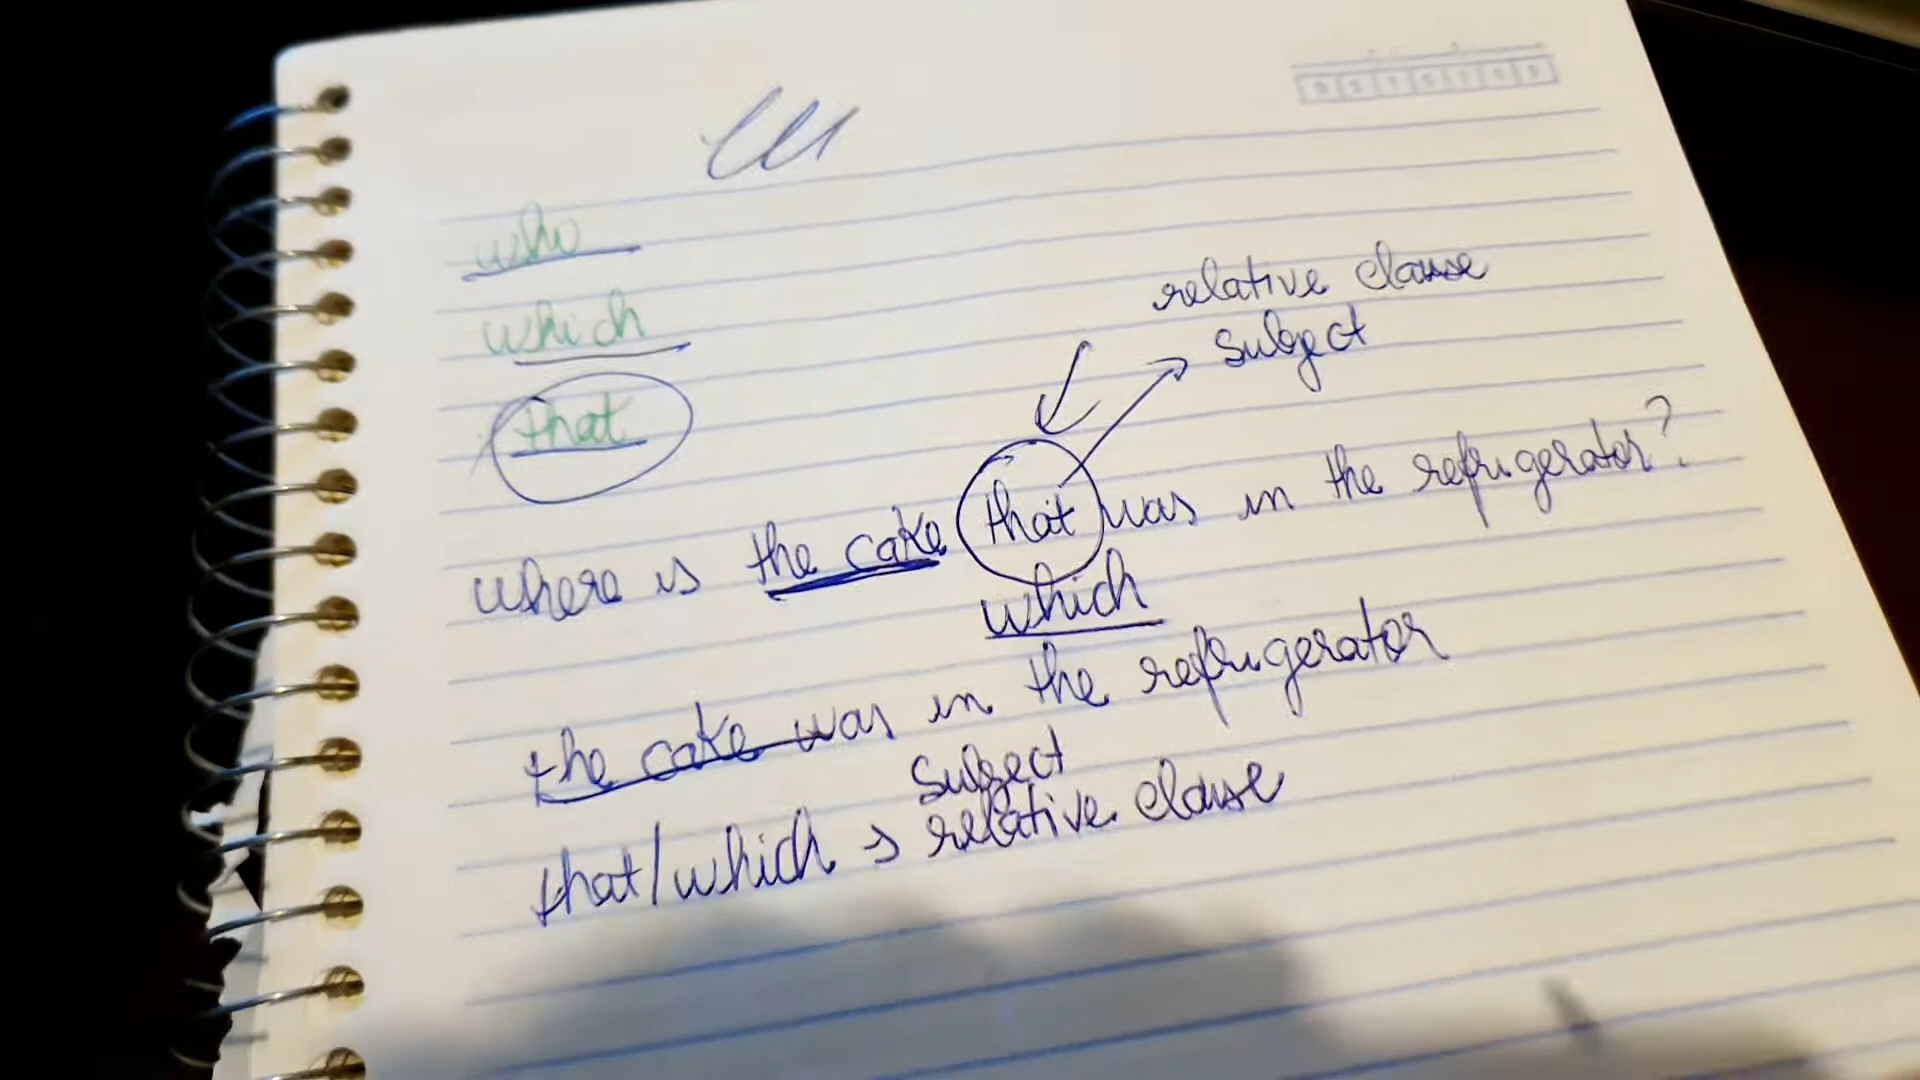 who
which
that
relative clause
subject
where is the cake that was in the refrigerator?
which
the cake was in the refrigerator
subject
that/which s relative clause